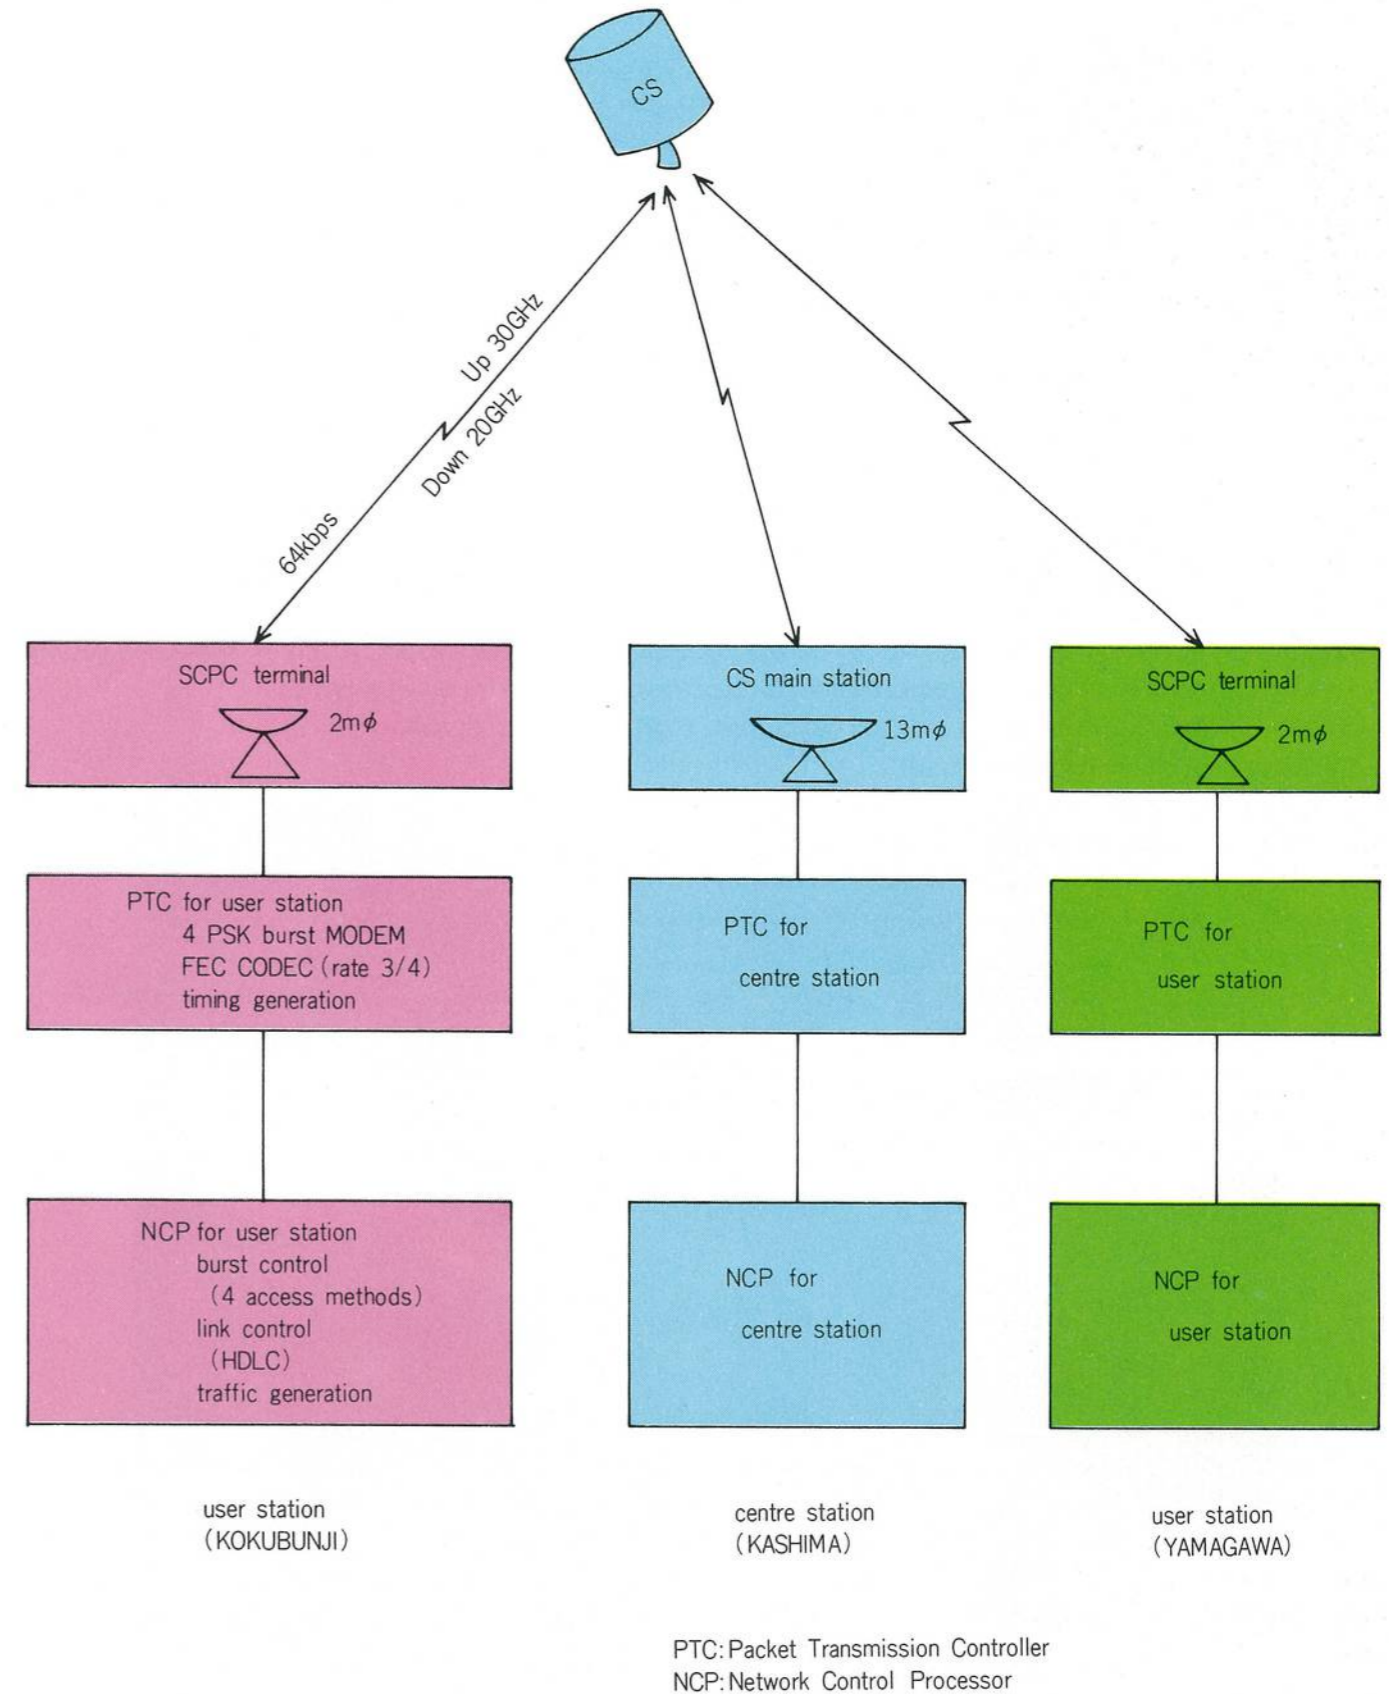 CS
Up 30GHz
Down 20GHz
64kbps
SCPC terminal
2mϕ
PTC for user station
4 PSK burst MODEM
FEC CODEC (rate 3/4)
timing generation
NCP for user station
burst control
(4 access methods)
link control
(HDLC)
traffic generation
user station
(KOKUBUNJI)
CS main station
13mϕ
PTC for
centre station
NCP for
centre station
centre station
(KASHIMA)
SCPC terminal
2mϕ
PTC for
user station
NCP for
user station
user station
(YAMAGAWA)
PTC: Packet Transmission Controller
NCP: Network Control Processor